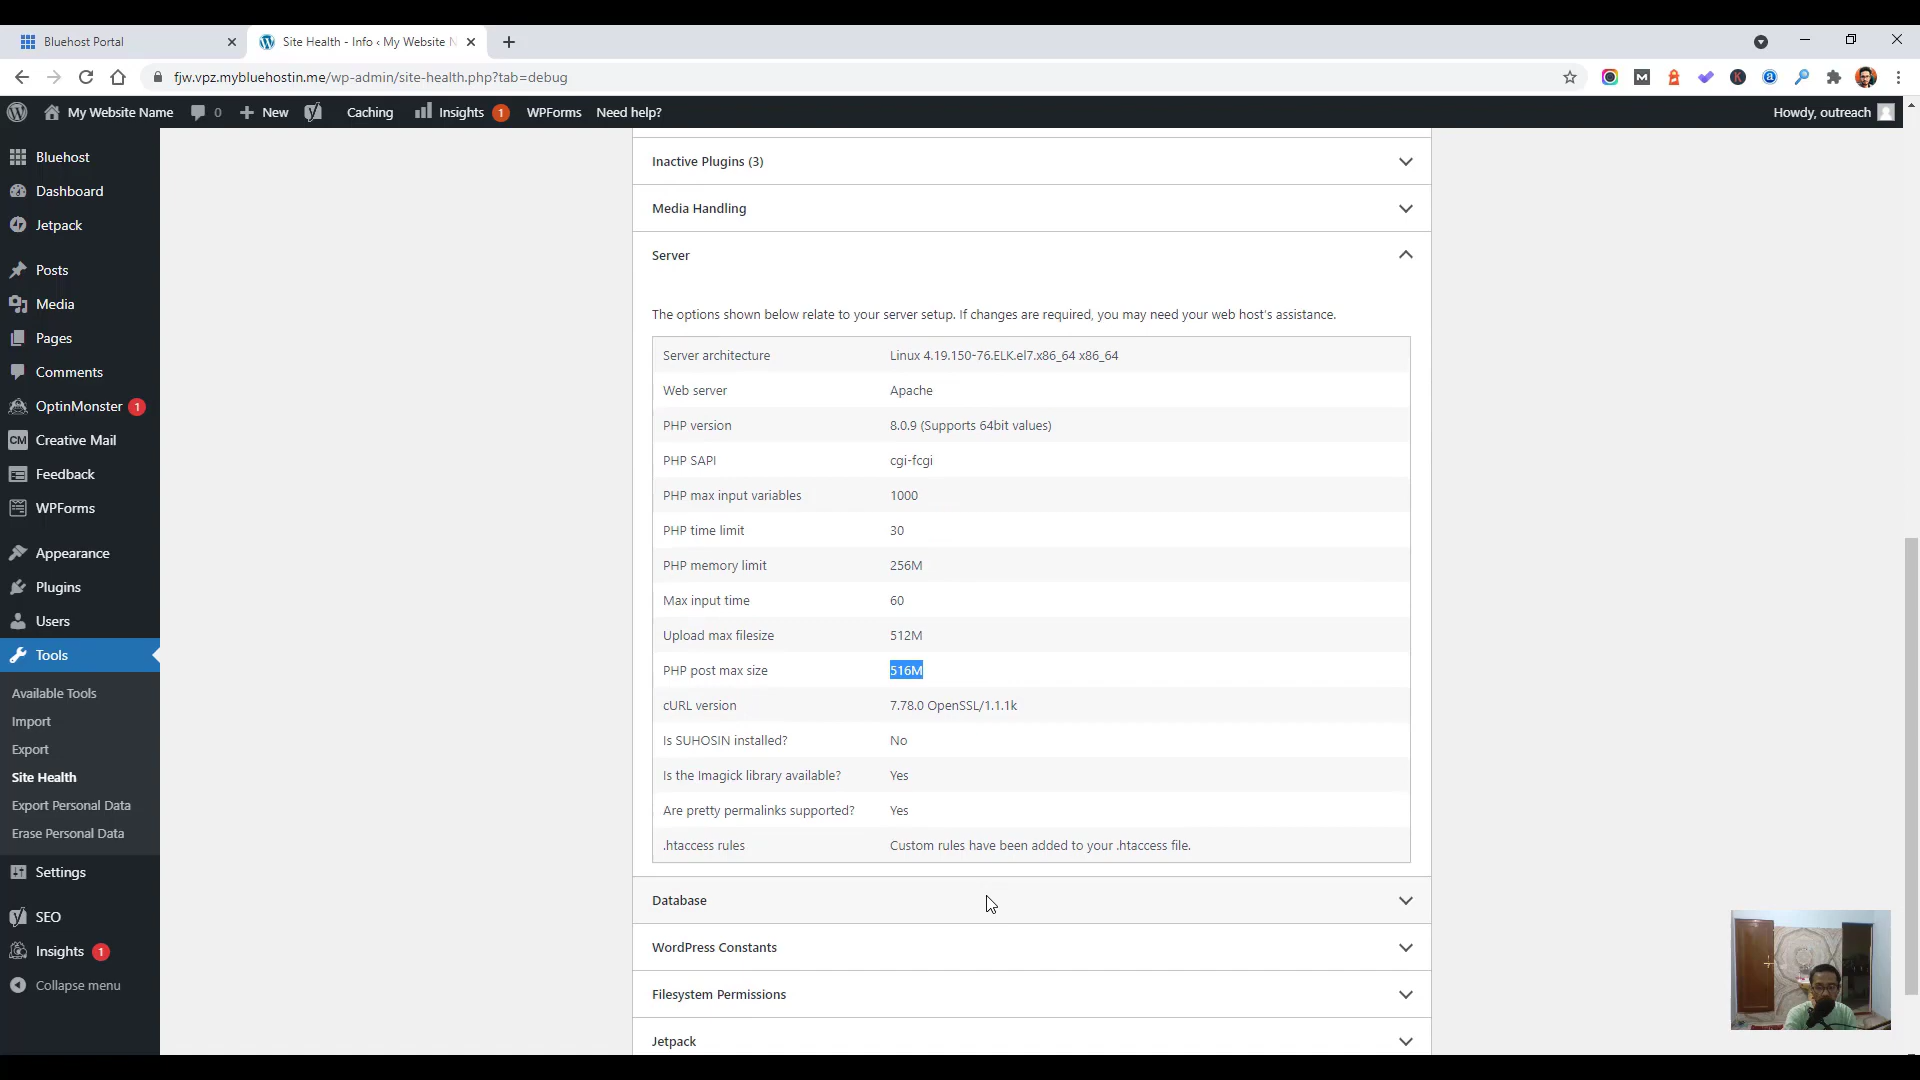 Bluehost Portal
Site Health - Info ‹ My Website N
fjw.vpz.mybluehostin.me/wp-admin/site-health.php?tab=debug
My Website Name 0 New Caching Insights 1 WPForms Need help? Howdy, outreach
Bluehost
Dashboard
Jetpack
Posts
Media
Pages
Comments
OptinMonster 1
CM Creative Mail
Feedback
WPForms
Appearance
Plugins
Users
Tools
Available Tools
Import
Export
Site Health
Export Personal Data
Erase Personal Data
Settings
SEO
Insights 1
Collapse menu
Inactive Plugins (3)
Media Handling
Server
The options shown below relate to your server setup. If changes are required, you may need your web host's assistance.
Server architecture Linux 4.19.150-76.ELK.el7.x86_64 x86_64
Web server Apache
PHP version 8.0.9 (Supports 64bit values)
PHP SAPI cgi-fcgi
PHP max input variables 1000
PHP time limit 30
PHP memory limit 256M
Max input time 60
Upload max filesize 512M
PHP post max size 516M
cURL version 7.78.0 OpenSSL/1.1.1k
Is SUHOSIN installed? No
Is the Imagick library available? Yes
Are pretty permalinks supported? Yes
.htaccess rules Custom rules have been added to your .htaccess file.
Database
WordPress Constants
Filesystem Permissions
Jetpack